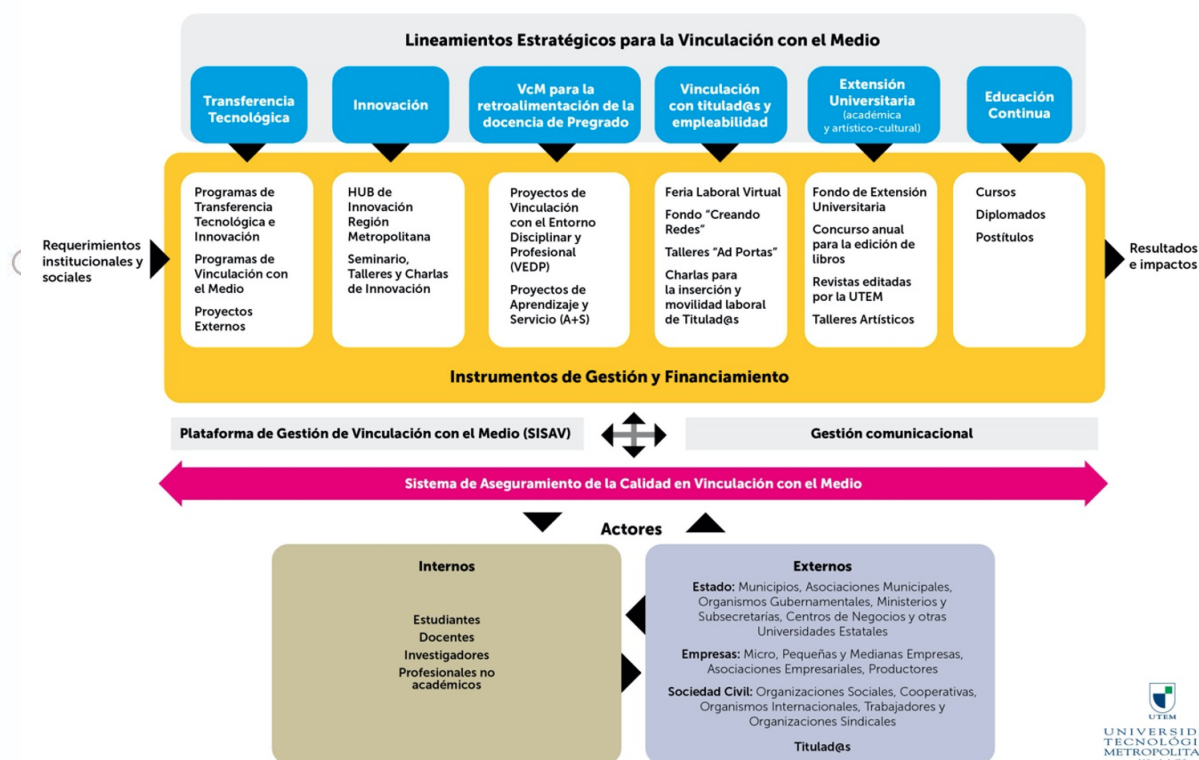 Lineamientos Estratégicos para la Vinculación con el Medio
Transferencia
Tecnológica
Innovación
VcM para la
retroalimentación de la
docencia de Pregrado
Vinculación
con titulad@s y
empleabilidad
Extensión
Universitaria
(académica
y artístico-cultural)
Educación
Continua
Requerimientos
institucionales y
sociales
Programas de
Transferencia
Tecnológica e
Innovación
Programas de
Vinculación con
el Medio
Proyectos
Externos
HUB de
Innovación
Región
Metropolitana
Seminario,
Talleres y Charlas
de Innovación
Proyectos de
Vinculación
con el Entorno
Disciplinar y
Profesional
(VEDP)
Proyectos de
Aprendizaje y
Servicio (A+S)
Feria Laboral Virtual
Fondo "Creando
Redes"
Talleres "Ad Portas"
Charlas para
la inserción y
movilidad laboral
de Titulad@s
Fondo de Extensión
Universitaria
Concurso anual
para la edición de
libros
Revistas editadas
por la UTEM
Talleres Artísticos
Cursos
Diplomados
Postítulos
Resultados
e impactos
Instrumentos de Gestión y Financiamiento
Plataforma de Gestión de Vinculación con el Medio (SISAV)
Gestión comunicacional
Sistema de Aseguramiento de la Calidad en Vinculación con el Medio
Actores
Internos
Estudiantes
Docentes
Investigadores
Profesionales no
académicos
Externos
Estado: Municipios, Asociaciones Municipales,
Organismos Gubernamentales, Ministerios y
Subsecretarías, Centros de Negocios y otras
Universidades Estatales
Empresas: Micro, Pequeñas y Medianas Empresas,
Asociaciones Empresariales, Productores
Sociedad Civil: Organizaciones Sociales, Cooperativas,
Organismos Internacionales, Trabajadores y
Organizaciones Sindicales
Titulad@s
UTEM
UNIVERSID
TECNOLÓGI
METROPOLITA